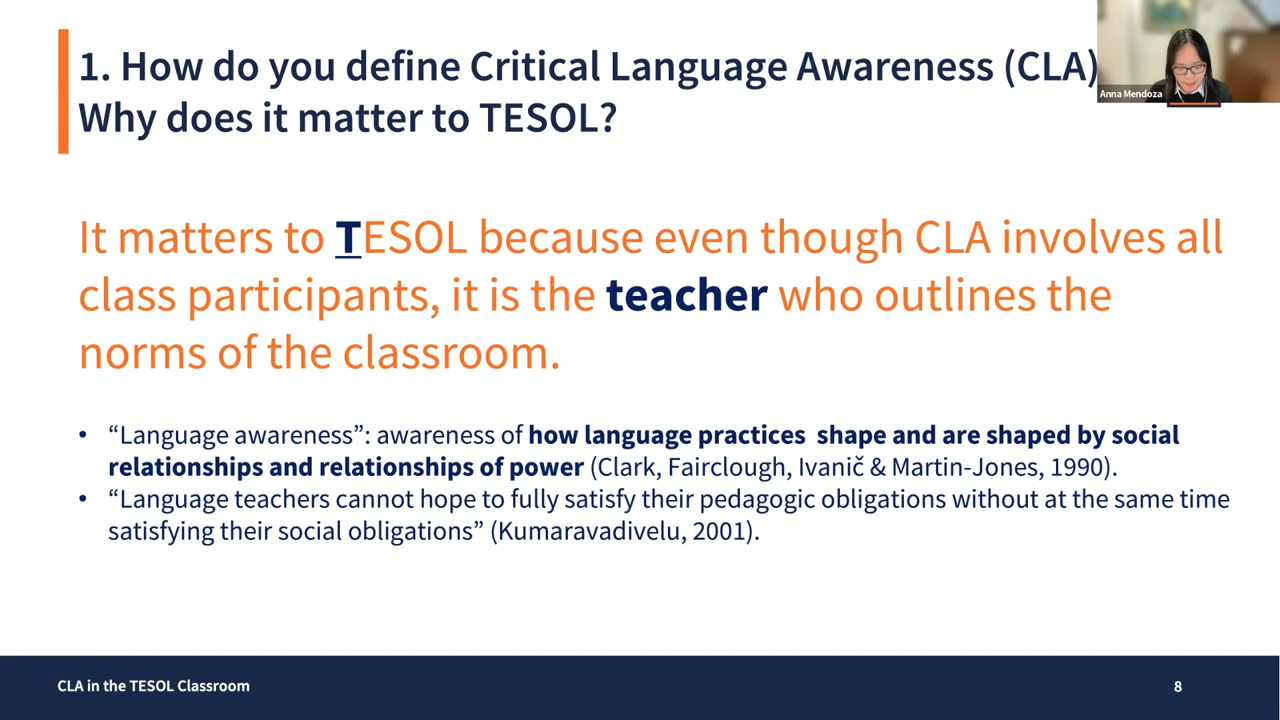 1. How do you define Critical Language Awareness (CLA)
Why does it matter to TESOL?
Anna Mendoza
It matters to TESOL because even though CLA involves all
class participants, it is the teacher who outlines the
norms of the classroom.
• “Language awareness”: awareness of how language practices  shape and are shaped by social
relationships and relationships of power (Clark, Fairclough, Ivanič & Martin-Jones, 1990).
• “Language teachers cannot hope to fully satisfy their pedagogic obligations without at the same time
satisfying their social obligations” (Kumaravadivelu, 2001).
CLA in the TESOL Classroom
8